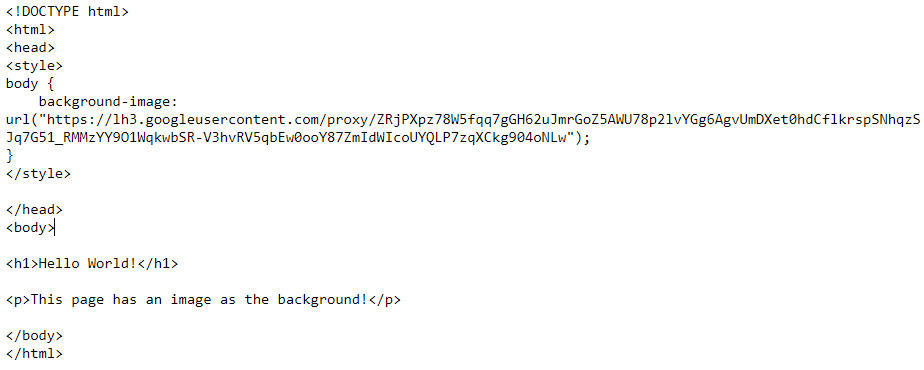 <!DOCTYPE html>
<html>
<head>
<style>
body {
    background-image:
url("https://lh3.googleusercontent.com/proxy/ZRjPXpz78W5fqq7gGH62uJmrGoZ5AWU78p2lvYGg6AgvUmDXet0hdCflkrspSNhqzS
Jq7G51_RMMzYY9O1WqkwbSR-V3hvRV5qbEw0ooY87ZmIdWIcoUYQLP7zqXCkg904oNLw");
}
</style>

</head>
<body>

<h1>Hello World!</h1>

<p>This page has an image as the background!</p>

</body>
</html>